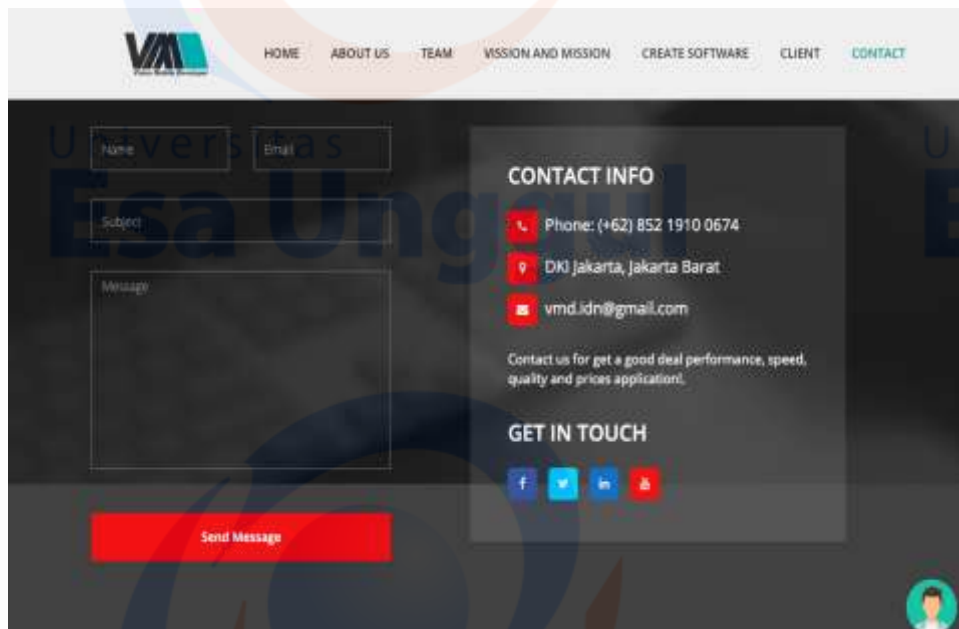 VM
HOME ABOUT US TEAM VISSION AND MISSION CREATE SOFTWARE CLIENT CONTACT
Universitas
Esa Unggul
Name Email
Subject
Message
Send Message
CONTACT INFO
Phone: (+62) 852 1910 0674
DKI Jakarta, Jakarta Barat
vmd.idn@gmail.com
Contact us for get a good deal performance, speed,
quality and prices application!.
GET IN TOUCH
U
E